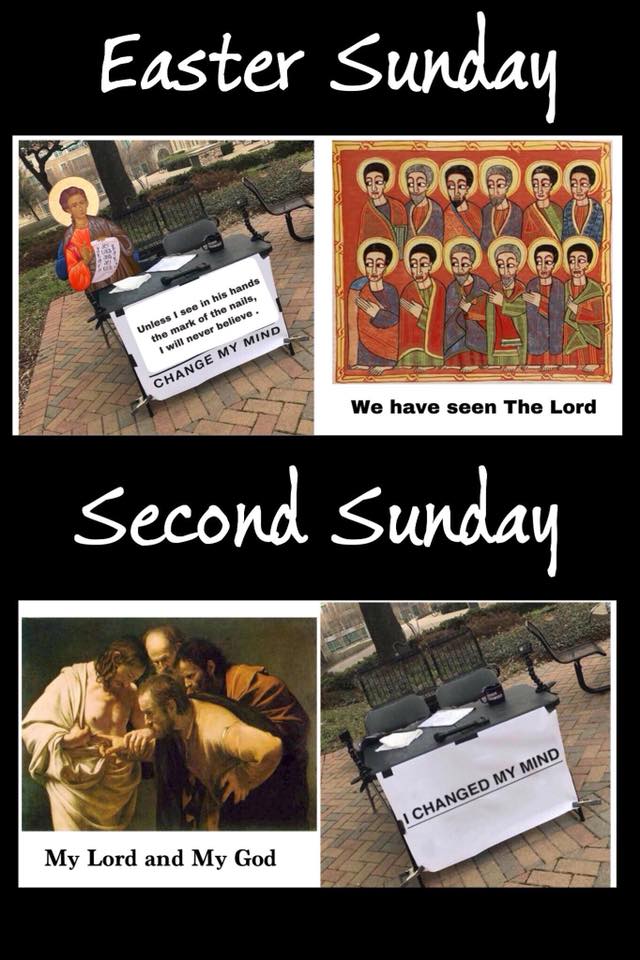 Easter Sunday
Unless I see in his hands
the mark of the nails,
I will never believe .
CHANGE MY MIND
We have seen The Lord
Second Sunday
My Lord and My God
I CHANGED MY MIND